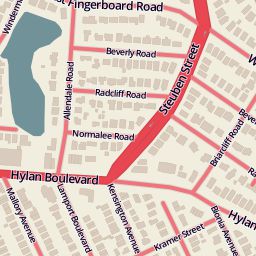 Fingerboard Road
Beverly Road
Allendale Road
Radcliff Road
Steuben Street
Normalee Road
Briarcliff Road
Hylan Boulevard
Mallory Avenue
Lamport Boulevard
Kensington Avenue
Kramer Street
Bionia Avenue
Hylan